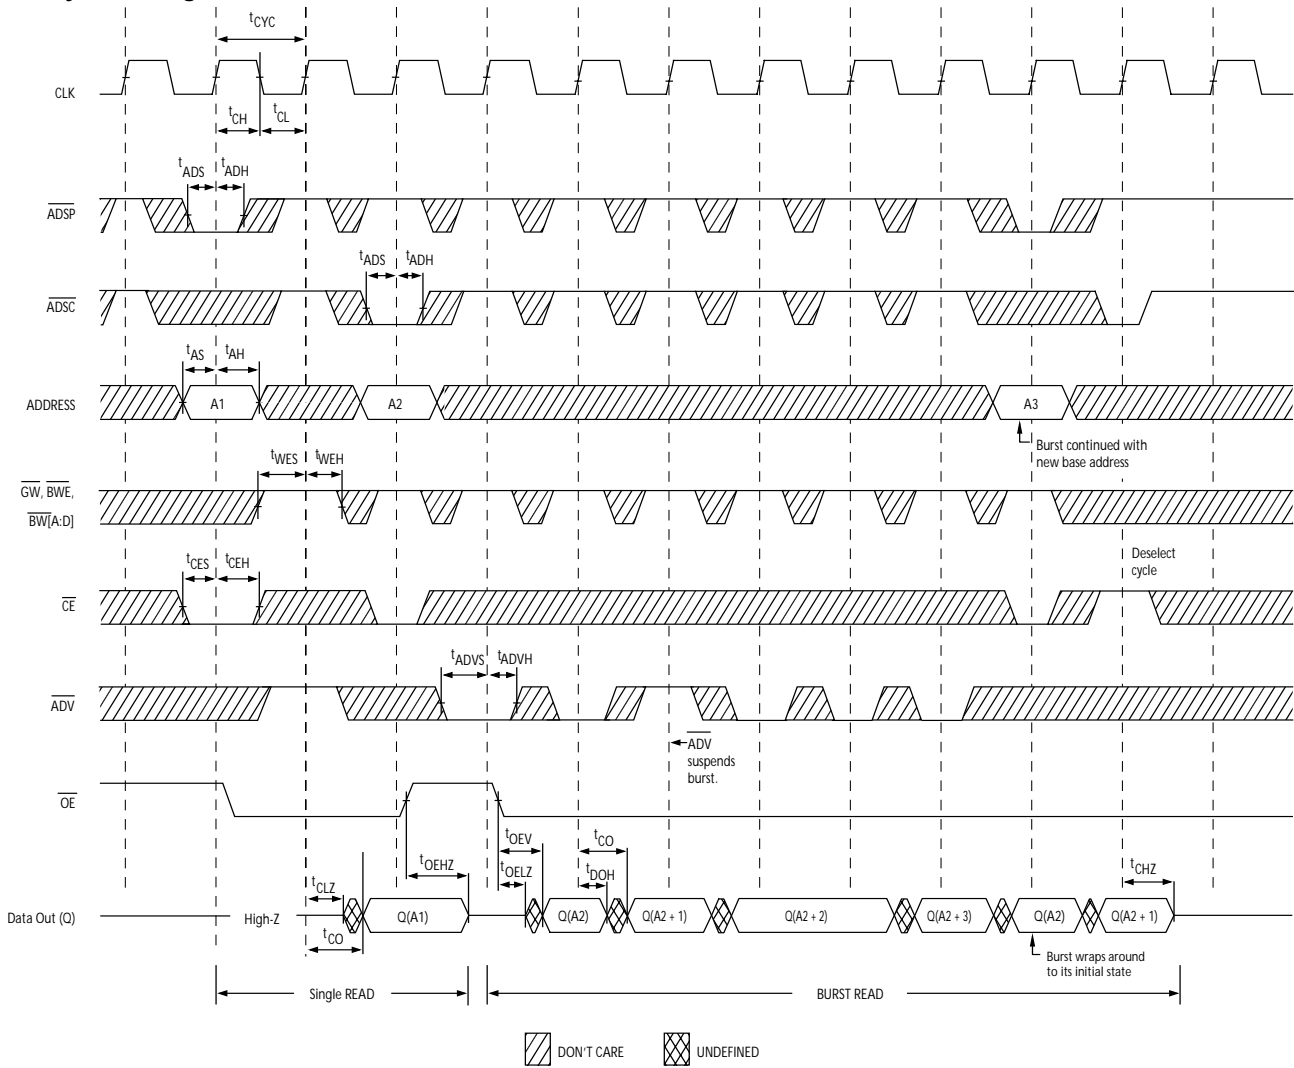 tCYC
CLK
tCH
tCL
tADS
tADH
ADSP
tADS
tADH
ADSC
tAS
tAH
ADDRESS
A1
A2
A3
Burst continued with
new base address
tWES
tWEH
GW, BWE,
BW[A:D]
Deselect
cycle
tCES
tCEH
CE
tADVS
tADVH
ADV
ADV
suspends
burst.
OE
tOEHZ
tOEV
tOELZ
tCO
tDOH
tCHZ
tCLZ
Data Out (Q)
High-Z
Q(A1)
Q(A2)
Q(A2 + 1)
Q(A2 + 2)
Q(A2 + 3)
Q(A2)
Q(A2 + 1)
tCO
Burst wraps around
to its initial state
Single READ
BURST READ
DON'T CARE
UNDEFINED